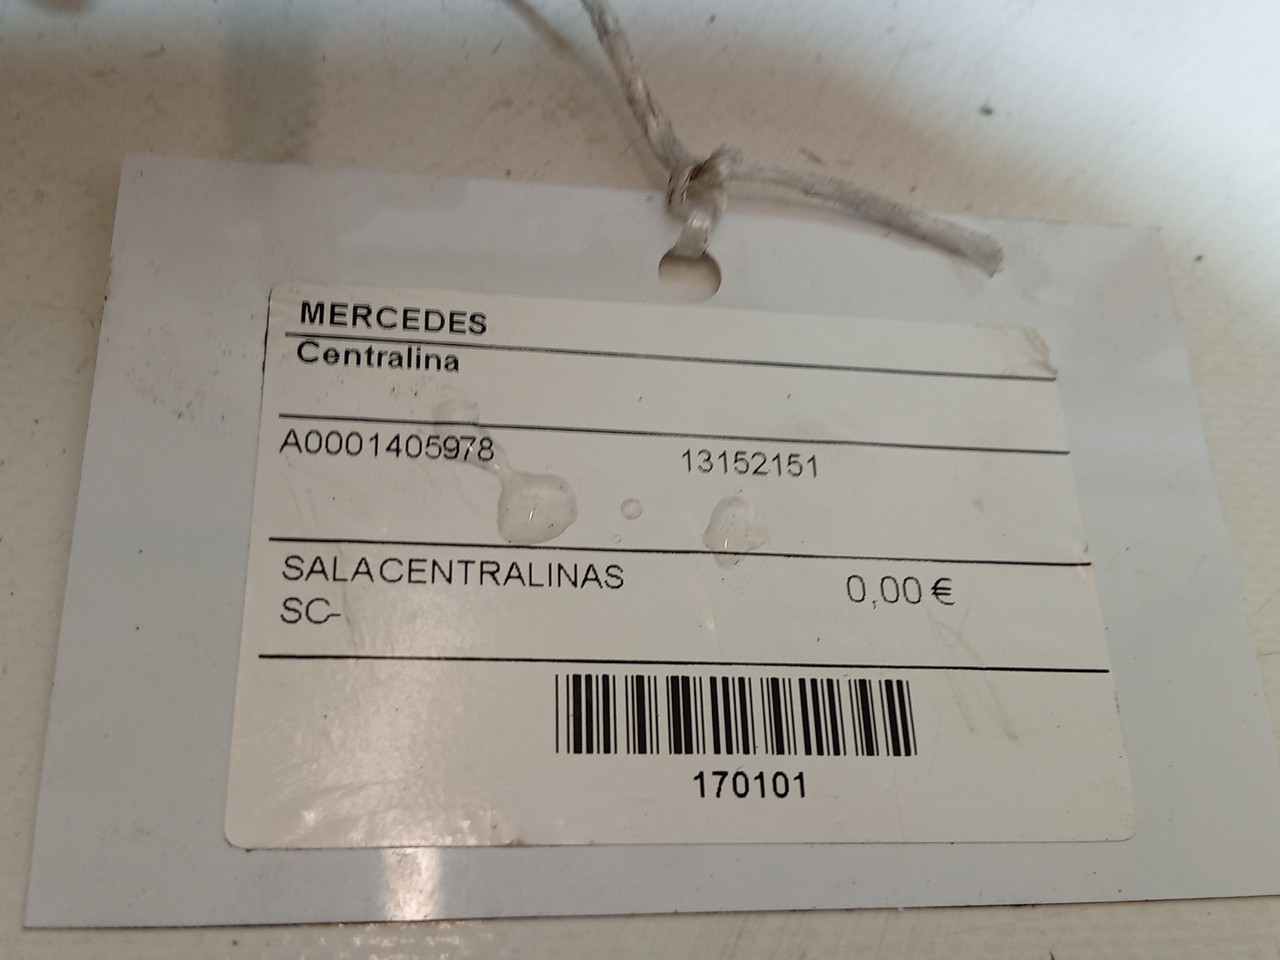 MERCEDES
Centralina
A0001405978 13152151
SALACENTRALINAS 0,00 €
SC-
170101